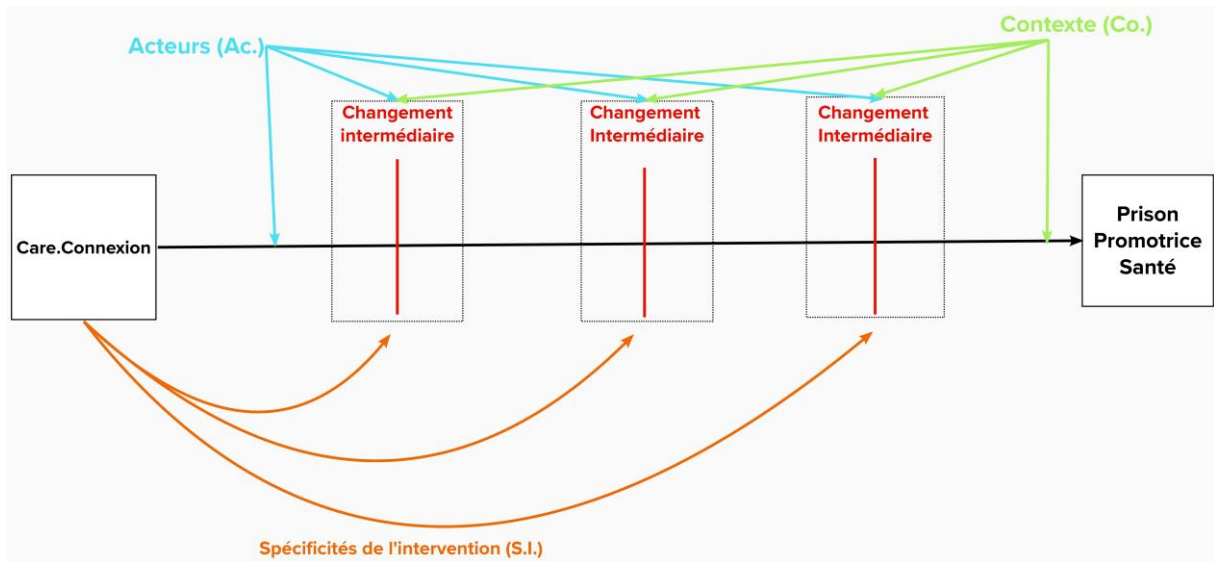 Acteurs (Ac.)
Contexte (Co.)
Changement
intermédiaire
Changement
Intermédiaire
Changement
Intermédiaire
Care.Connexion
Prison
Promotrice
Santé
Spécificités de l'intervention (S.I.)